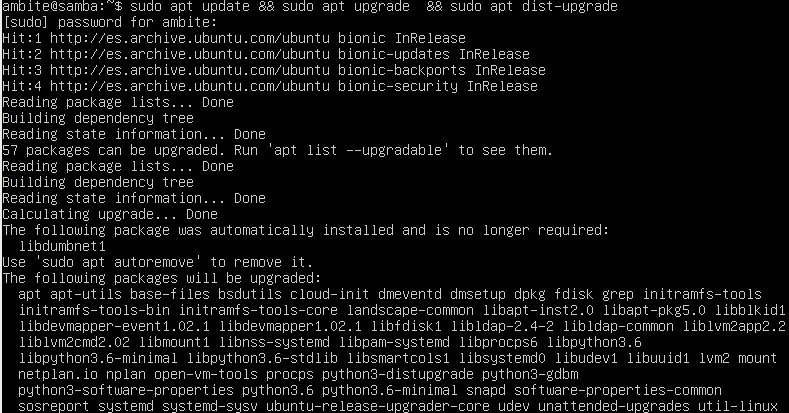 ambite@samba:~$ sudo apt update && sudo apt upgrade  && sudo apt dist-upgrade
[sudo] password for ambite:
Hit:1 http://es.archive.ubuntu.com/ubuntu bionic InRelease
Hit:2 http://es.archive.ubuntu.com/ubuntu bionic-updates InRelease
Hit:3 http://es.archive.ubuntu.com/ubuntu bionic-backports InRelease
Hit:4 http://es.archive.ubuntu.com/ubuntu bionic-security InRelease
Reading package lists... Done
Building dependency tree
Reading state information... Done
57 packages can be upgraded. Run 'apt list --upgradable' to see them.
Reading package lists... Done
Building dependency tree
Reading state information... Done
Calculating upgrade... Done
The following package was automatically installed and is no longer required:
  libdumbnet1
Use 'sudo apt autoremove' to remove it.
The following packages will be upgraded:
  apt apt-utils base-files bsdutils cloud-init dmeventd dmsetup dpkg fdisk grep initramfs-tools
  initramfs-tools-bin initramfs-tools-core landscape-common libapt-inst2.0 libapt-pkg5.0 libblkid1
  libdevmapper-event1.02.1 libdevmapper1.02.1 libfdisk1 libldap-2.4-2 libldap-common liblvm2app2.2
  liblvm2cmd2.02 libmount1 libnss-systemd libpam-systemd libprocps6 libpython3.6
  libpython3.6-minimal libpython3.6-stdlib libsmartcols1 libsystemd0 libudev1 libuuid1 lvm2 mount
  netplan.io nplan open-vm-tools procps python3-distupgrade python3-gdbm
  python3-software-properties python3.6 python3.6-minimal snapd software-properties-common
  sosreport systemd systemd-sysv ubuntu-release-upgrader-core udev unattended-upgrades util-linux